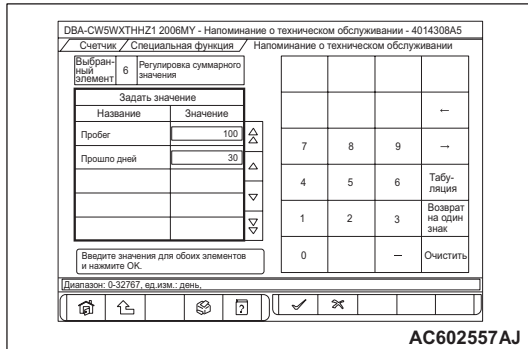 DBA-CW5WXTHHZ1 2006MY - Напоминание о техническом обслуживании - 4014308A5
Счетчик / Специальная функция / Напоминание о техническом обслуживании
Выбран-
ный
элемент
6
Регулировка суммарного
значения
Задать значение
Название Значение
Пробег 100
Прошло дней 30
Введите значения для обоих элементов
и нажмите OK.
←
7 8 9 →
4 5 6 Табу-
ляция
1 2 3 Возврат
на один
знак
0 – Очистить
Диапазон: 0-32767, ед.изм.: день,
?
AC602557AJ